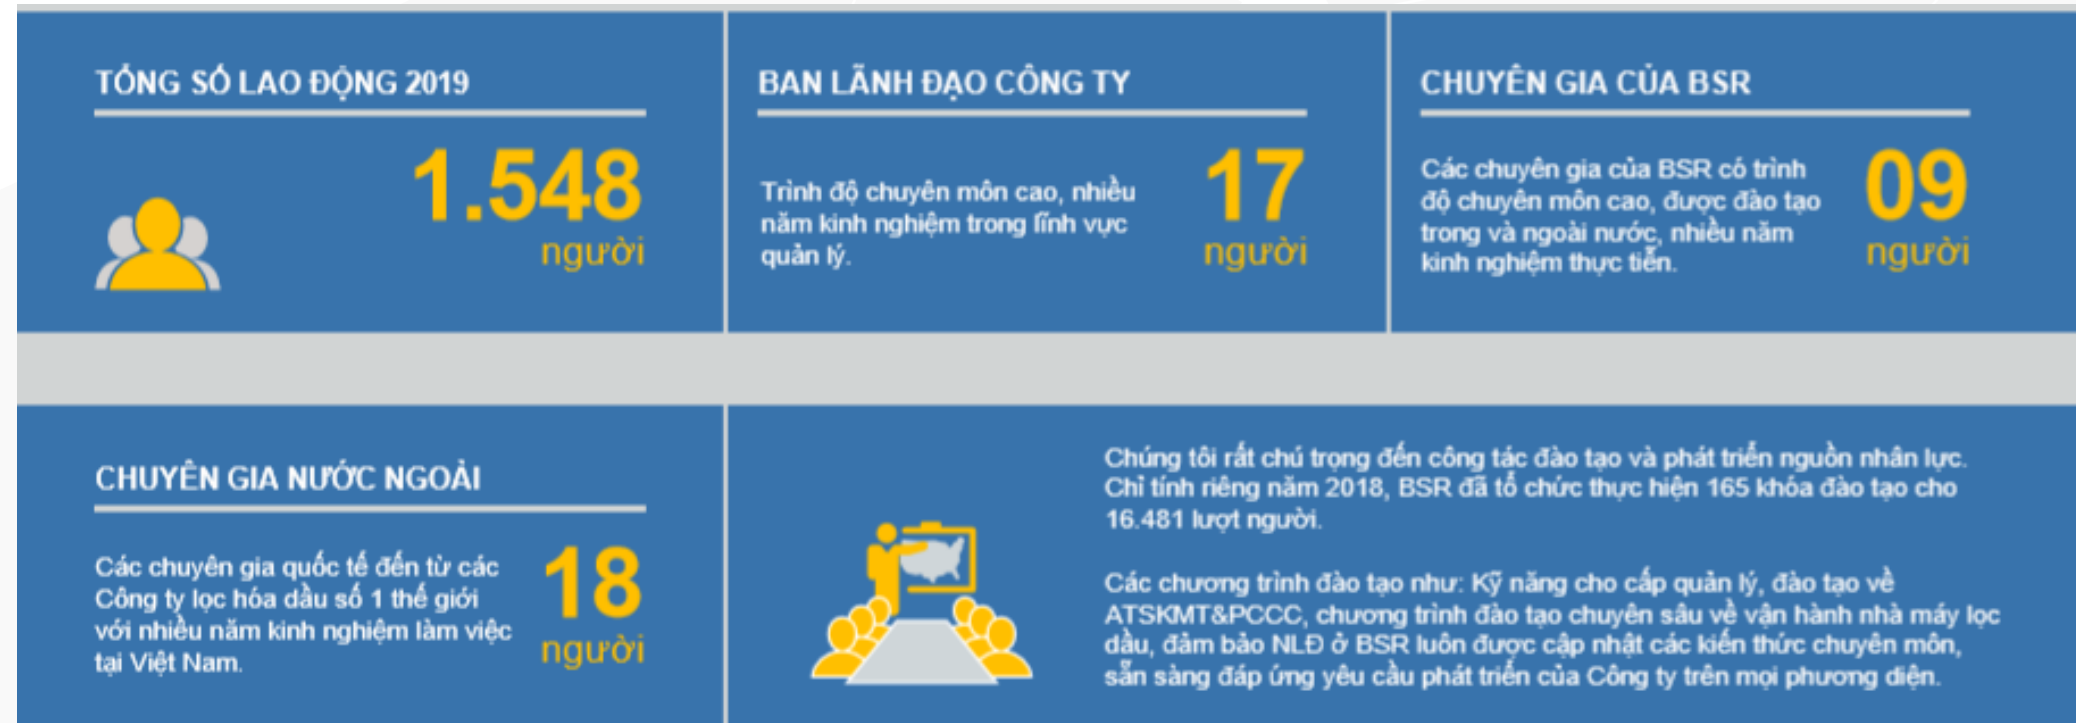 TỔNG SỐ LAO ĐỘNG 2019
1.548
người
BAN LÃNH ĐẠO CÔNG TY
Trình độ chuyên môn cao, nhiều
năm kinh nghiệm trong lĩnh vực
quản lý.
17
người
CHUYÊN GIA CỦA BSR
Các chuyên gia của BSR có trình
độ chuyên môn cao, được đào tạo
trong và ngoài nước, nhiều năm
kinh nghiệm thực tiễn.
09
người
CHUYÊN GIA NƯỚC NGOÀI
Các chuyên gia quốc tế đến từ các
Công ty lọc hóa dầu số 1 thế giới
với nhiều năm kinh nghiệm làm việc
tại Việt Nam.
18
người
Chúng tôi rất chú trọng đến công tác đào tạo và phát triển nguồn nhân lực.
Chỉ tính riêng năm 2018, BSR đã tổ chức thực hiện 165 khóa đào tạo cho
16.481 lượt người.
Các chương trình đào tạo như: Kỹ năng cho cấp quản lý, đào tạo về
ATSKMT&PCCC, chương trình đào tạo chuyên sâu về vận hành nhà máy lọc
dầu, đảm bảo NLĐ ở BSR luôn được cập nhật các kiến thức chuyên môn,
sẵn sàng đáp ứng yêu cầu phát triển của Công ty trên mọi phương diện.